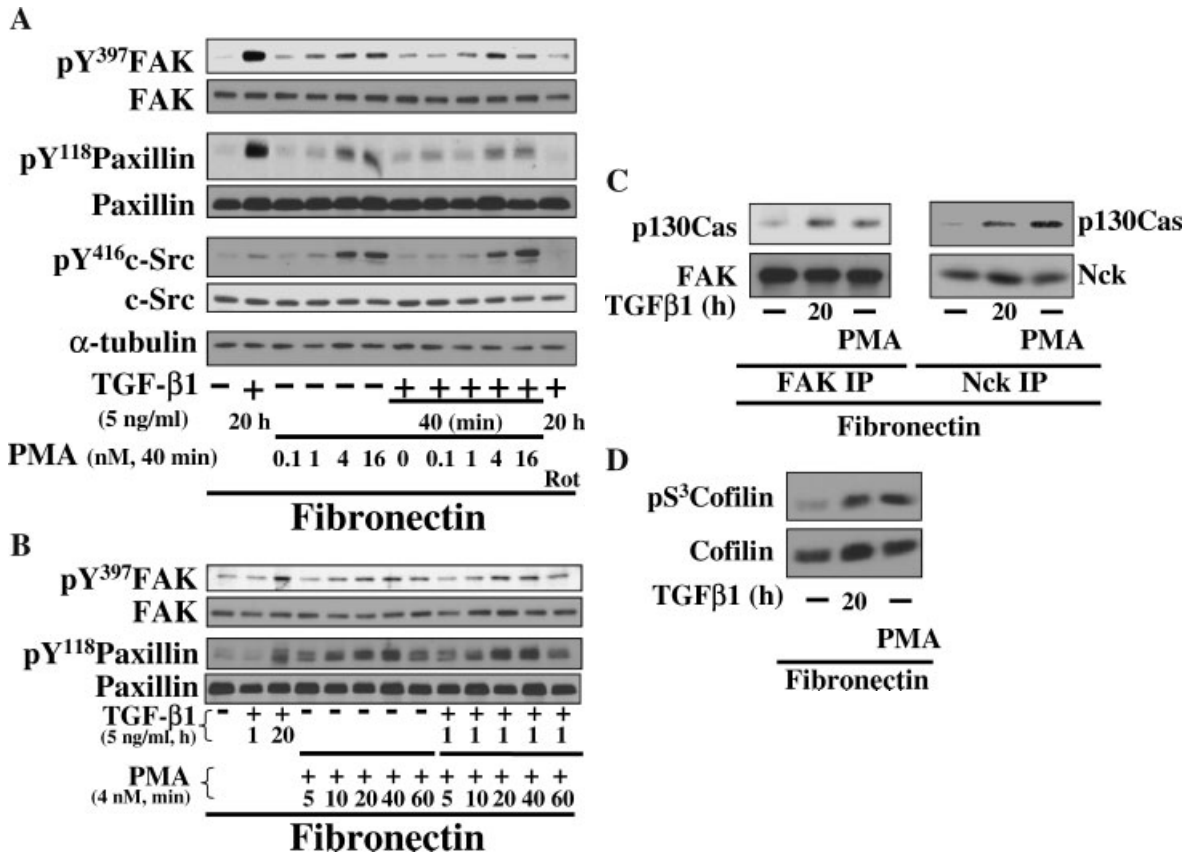 A
pY³⁹⁷FAK
FAK
pY¹¹⁸Paxillin
Paxillin
pY⁴¹⁶c-Src
c-Src
α-tubulin
TGF-β1 − + − − − − + + + + + +
(5 ng/ml) 20 h 40 (min) 20 h
PMA (nM, 40 min) 0.1 1 4 16 0 0.1 1 4 16
Rot
Fibronectin
B
pY³⁹⁷FAK
FAK
pY¹¹⁸Paxillin
Paxillin
TGF-β1 - + + - - - - - + + + + +
(5 ng/ml, h) 1 20 1 1 1 1 1
PMA + + + + + + + + + +
(4 nM, min) 5 10 20 40 60 5 10 20 40 60
Fibronectin
C
p130Cas p130Cas
FAK Nck
TGFβ1 (h) − 20 − − 20 −
PMA PMA
FAK IP Nck IP
Fibronectin
D
pS³Cofilin
Cofilin
TGFβ1 (h) − 20 −
PMA
Fibronectin